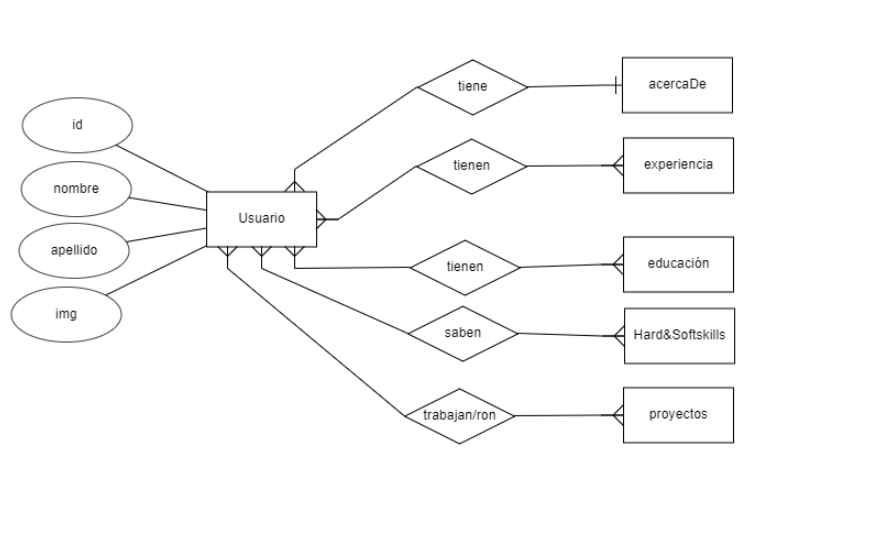 id
nombre
apellido
img
Usuario
tiene
tienen
tienen
saben
trabajan/ron
acercaDe
experiencia
educación
Hard&Softskills
proyectos